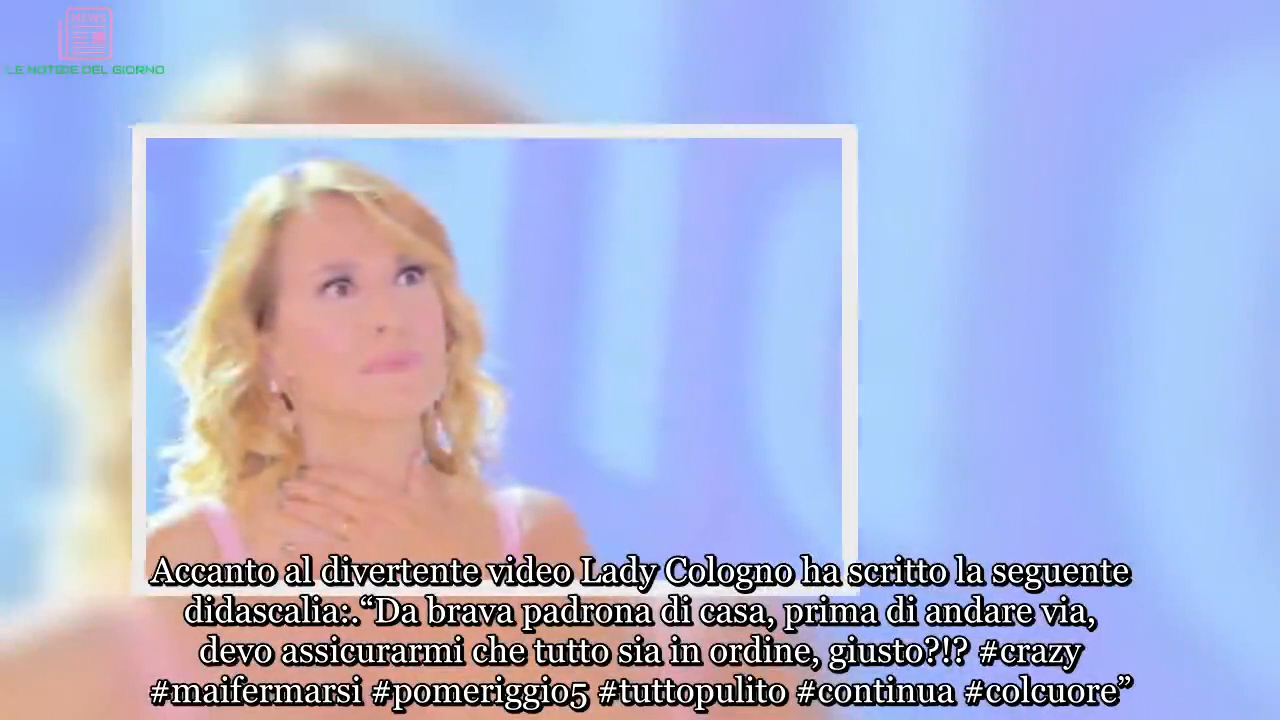 NEWS
LE NOTIZIE DEL GIORNO
Accanto al divertente video Lady Cologno ha scritto la seguente
didascalia:.“Da brava padrona di casa, prima di andare via,
devo assicurarmi che tutto sia in ordine, giusto?!? #crazy
#maifermarsi #pomeriggio5 #tuttopulito #continua #colcuore”